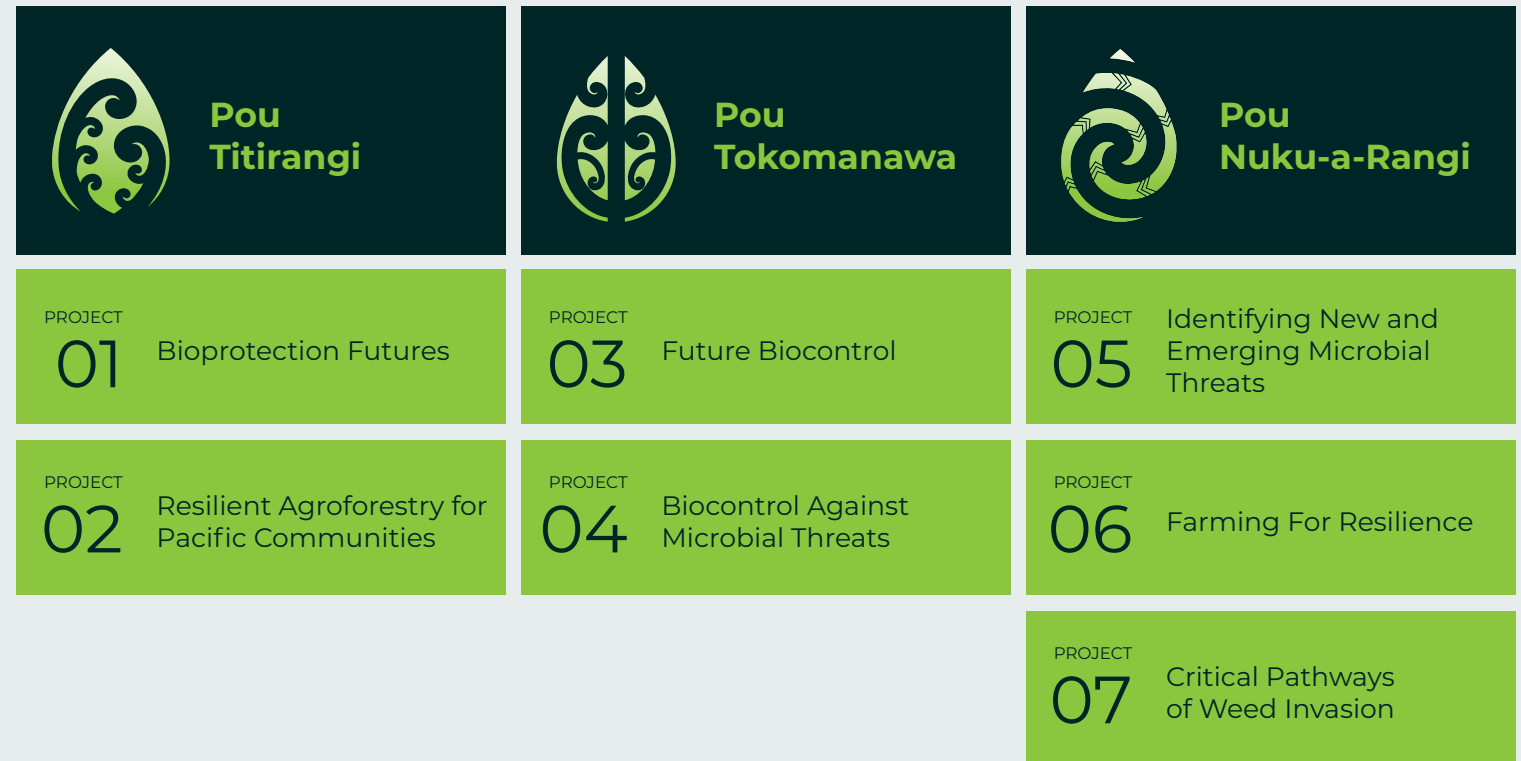 Pou
Titirangi
PROJECT
01
Bioprotection Futures
PROJECT
02
Resilient Agroforestry for
Pacific Communities
Pou
Tokomanawa
PROJECT
03
Future Biocontrol
PROJECT
04
Biocontrol Against
Microbial Threats
Pou
Nuku-a-Rangi
PROJECT
05
Identifying New and
Emerging Microbial
Threats
PROJECT
06
Farming For Resilience
PROJECT
07
Critical Pathways
of Weed Invasion